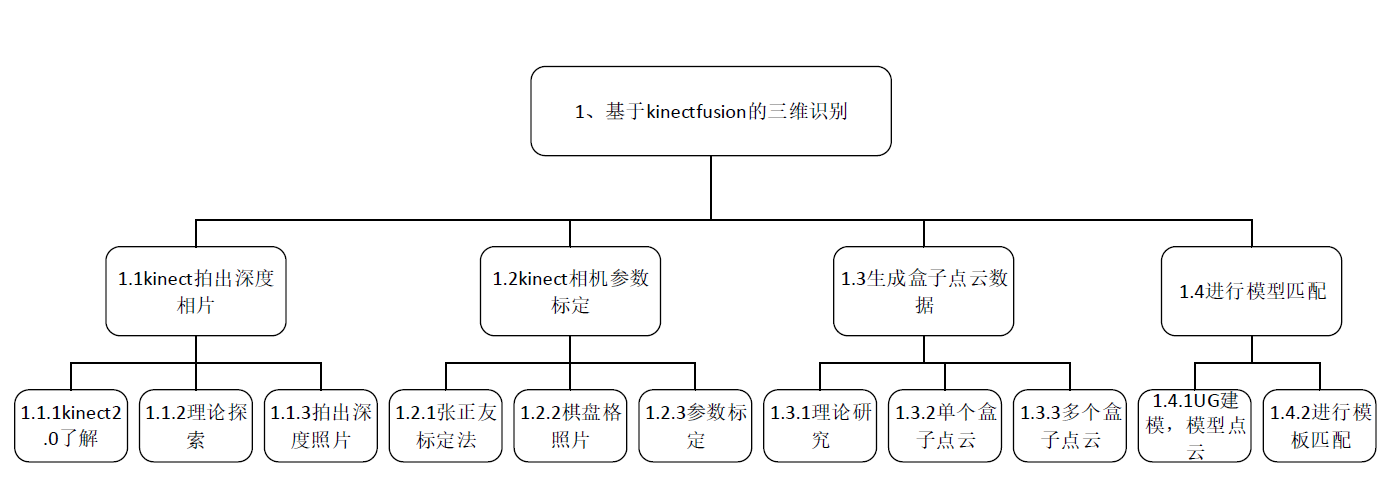 1、基于kinectfusion的三维识别
1.1kinect拍出深度
相片
1.2kinect相机参数
标定
1.3生成盒子点云数
据
1.4进行模型匹配
1.1.1kinect2
.0了解
1.1.2理论探
索
1.1.3拍出深
度照片
1.2.1张正友
标定法
1.2.2棋盘格
照片
1.2.3参数标
定
1.3.1理论研
究
1.3.2单个盒
子点云
1.3.3多个盒
子点云
1.4.1UG建
模，模型点
云
1.4.2进行模
板匹配